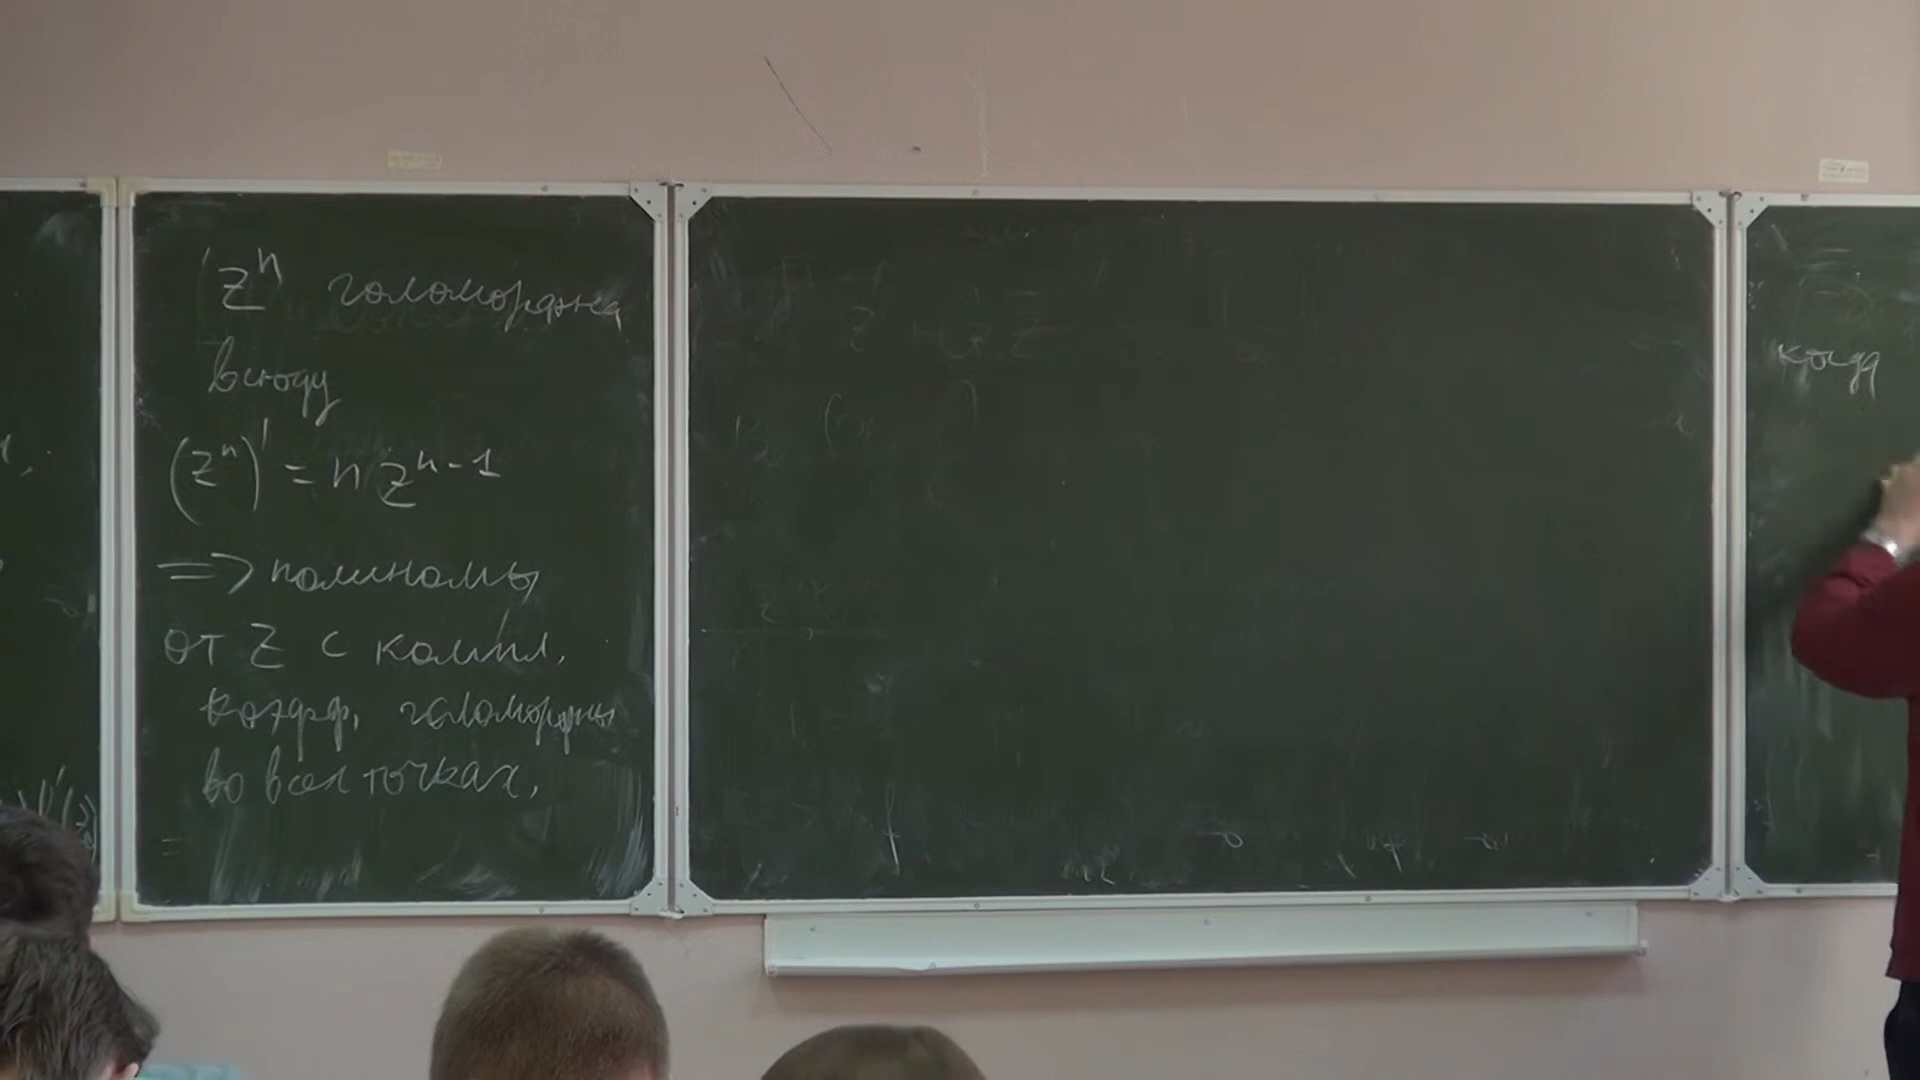 z^n голоморфна
всюду
(z^n)' = n z^{n-1}
=> полиномы
от z с компл.
коэфф. голоморфны
во всех точках.
=
когда